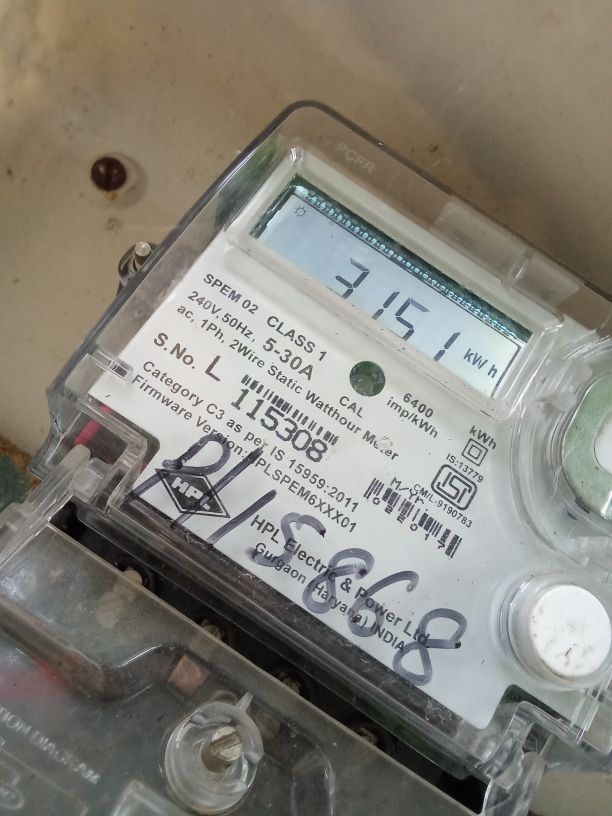 3151 kWh
SPEM 02 CLASS 1
240V, 50Hz, 5-30A
ac, 1Ph, 2Wire Static Watthour Meter
CAL
6400
imp/kWh
kWh
S.No. L
115308
IS:13779
Category C3 as per IS 15959:2011
Firmware Version: HPLSPEM6XXX01
CM/L-9190783
M/Yr.
HPL
HPL Electric & Power Ltd.
Gurgaon (Haryana) INDIA